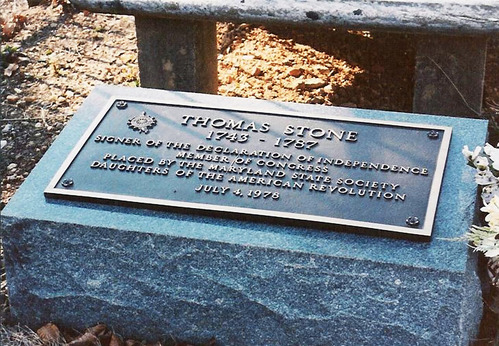 THOMAS STONE
1743 - 1787
SIGNER OF THE DECLARATION OF INDEPENDENCE
MEMBER OF CONGRESS
PLACED BY THE MARYLAND STATE SOCIETY
DAUGHTERS OF THE AMERICAN REVOLUTION
JULY 4, 1976